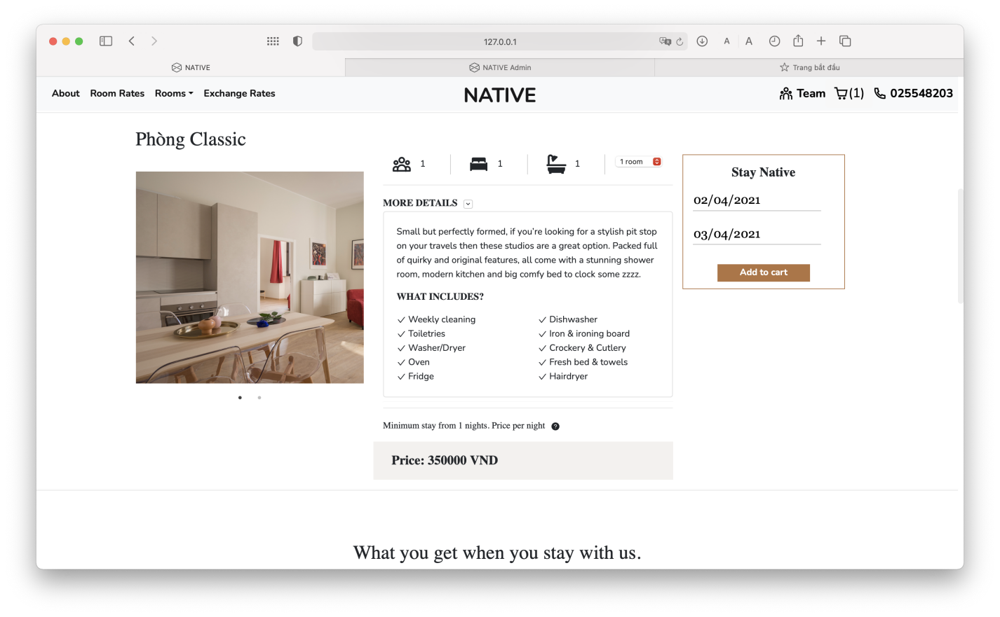 127.0.0.1
A A
NATIVE
NATIVE Admin
Trang bắt đầu
About Room Rates Rooms Exchange Rates
NATIVE
Team (1) 025548203
Phòng Classic
1 1 1 1 room
Stay Native
02/04/2021
03/04/2021
Add to cart
MORE DETAILS
Small but perfectly formed, if you're looking for a stylish pit stop
on your travels then these studios are a great option. Packed full
of quirky and original features, all come with a stunning shower
room, modern kitchen and big comfy bed to clock some zzzz.
WHAT INCLUDES?
Weekly cleaning
Toiletries
Washer/Dryer
Oven
Fridge
Dishwasher
Iron & ironing board
Crockery & Cutlery
Fresh bed & towels
Hairdryer
Minimum stay from 1 nights. Price per night ?
Price: 350000 VND
What you get when you stay with us.